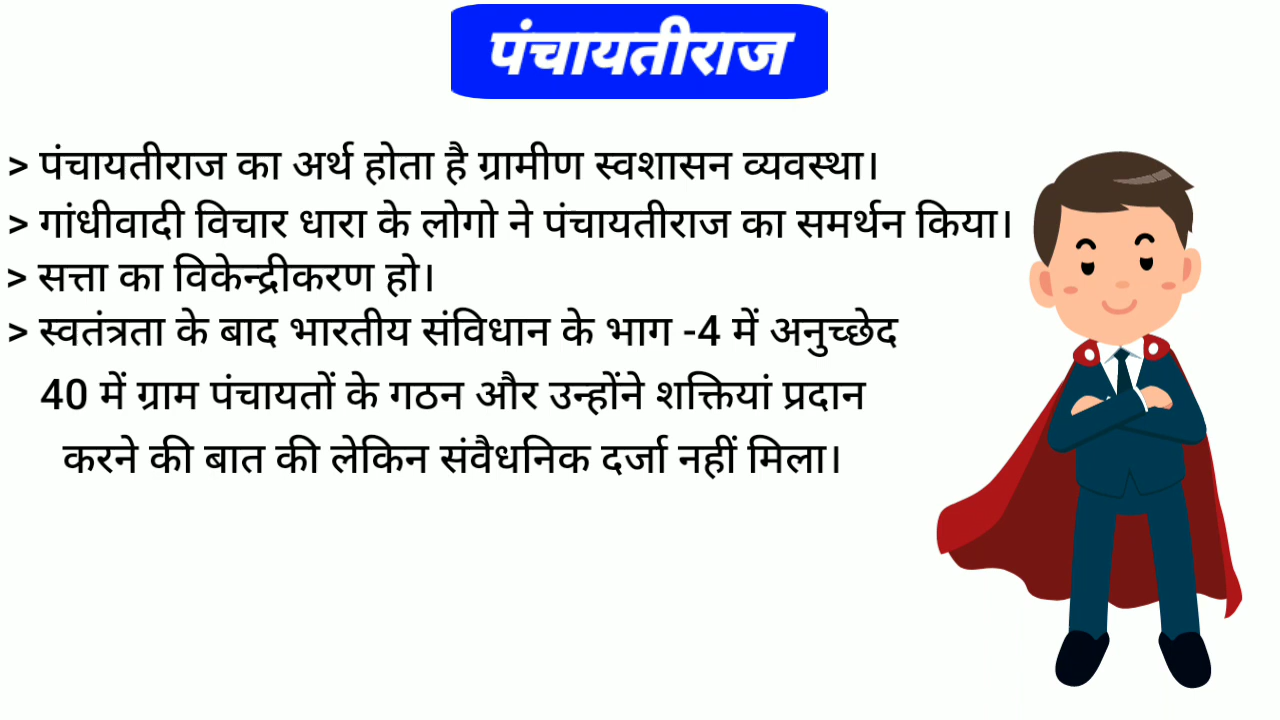 पंचायतीराज
> पंचायतीराज का अर्थ होता है ग्रामीण स्वशासन व्यवस्था।
> गांधीवादी विचार धारा के लोगो ने पंचायतीराज का समर्थन किया।
> सत्ता का विकेन्द्रीकरण हो।
> स्वतंत्रता के बाद भारतीय संविधान के भाग -4 में अनुच्छेद
40 में ग्राम पंचायतों के गठन और उन्होंने शक्तियां प्रदान
करने की बात की लेकिन संवैधनिक दर्जा नहीं मिला।